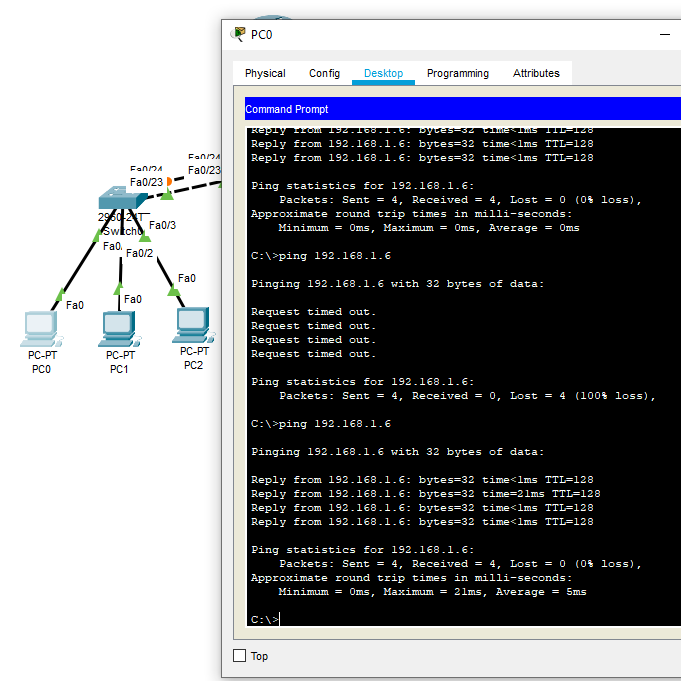 PC0
Physical Config Desktop Programming Attributes
Command Prompt
Reply from 192.168.1.6: bytes=32 time<1ms TTL=128
Reply from 192.168.1.6: bytes=32 time<1ms TTL=128
Reply from 192.168.1.6: bytes=32 time<1ms TTL=128
Ping statistics for 192.168.1.6:
Packets: Sent = 4, Received = 4, Lost = 0 (0% loss),
Approximate round trip times in milli-seconds:
Minimum = 0ms, Maximum = 0ms, Average = 0ms
C:\>ping 192.168.1.6
Pinging 192.168.1.6 with 32 bytes of data:
Request timed out.
Request timed out.
Request timed out.
Request timed out.
Ping statistics for 192.168.1.6:
Packets: Sent = 4, Received = 0, Lost = 4 (100% loss),
C:\>ping 192.168.1.6
Pinging 192.168.1.6 with 32 bytes of data:
Reply from 192.168.1.6: bytes=32 time<1ms TTL=128
Reply from 192.168.1.6: bytes=32 time=21ms TTL=128
Reply from 192.168.1.6: bytes=32 time<1ms TTL=128
Reply from 192.168.1.6: bytes=32 time<1ms TTL=128
Ping statistics for 192.168.1.6:
Packets: Sent = 4, Received = 4, Lost = 0 (0% loss),
Approximate round trip times in milli-seconds:
Minimum = 0ms, Maximum = 21ms, Average = 5ms
C:\>
Top
Fa0/24
Fa0/23
Fa0/24
Fa0/23
2950-24T
Switch0
Fa0/3
Fa0/
Fa0/2
Fa0
Fa0
Fa0
PC-PT
PC0
PC-PT
PC1
PC-PT
PC2